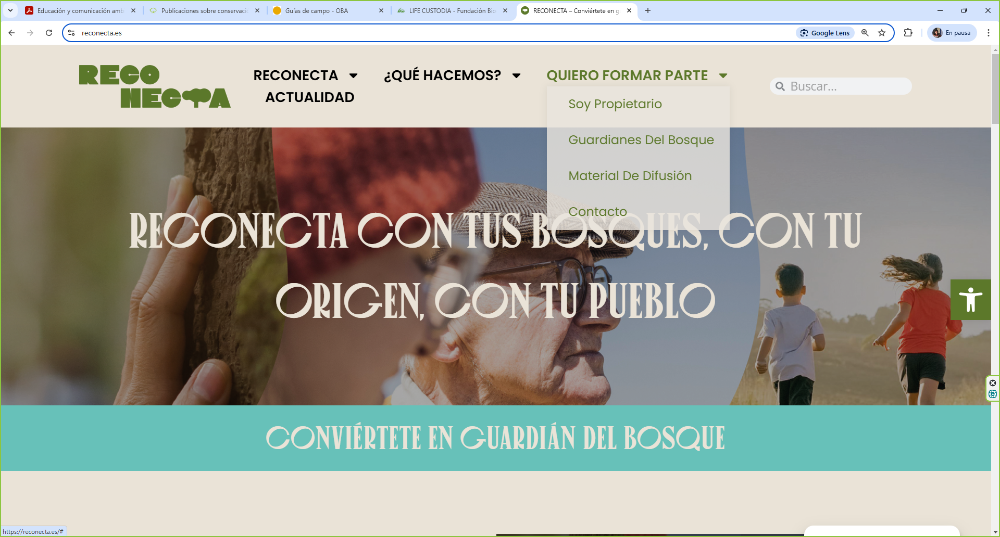 Educación y comunicación amb
Publicaciones sobre conservaci
Guías de campo - OBA
LIFE CUSTODIA - Fundación Bio
RECONECTA – Conviértete en g
reconecta.es
Google Lens
En pausa
RECONECTA
RECONECTA
¿QUÉ HACEMOS?
QUIERO FORMAR PARTE
ACTUALIDAD
Buscar...
Soy Propietario
Guardianes Del Bosque
Material De Difusión
Contacto
RECONECTA CON TUS BOSQUES, CON TU
ORIGEN, CON TU PUEBLO
CONVIÉRTETE EN GUARDIÁN DEL BOSQUE
https://reconecta.es/#